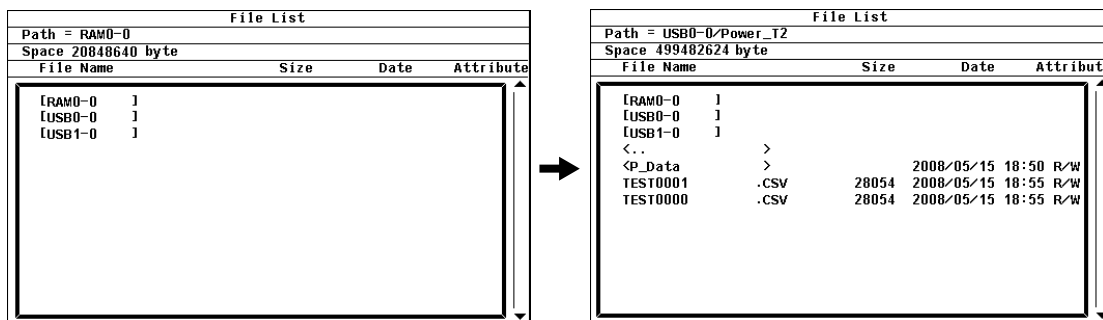 File List
Path = RAM0-0
Space 20848640 byte
File Name Size Date Attribute
[RAM0-0 ]
[USB0-0 ]
[USB1-0 ]
File List
Path = USB0-0/Power_T2
Space 499482624 byte
File Name Size Date Attribut
[RAM0-0 ]
[USB0-0 ]
[USB1-0 ]
<.. >
<P_Data > 2008/05/15 18:50 R/W
TEST0001 .CSV 28054 2008/05/15 18:55 R/W
TEST0000 .CSV 28054 2008/05/15 18:55 R/W